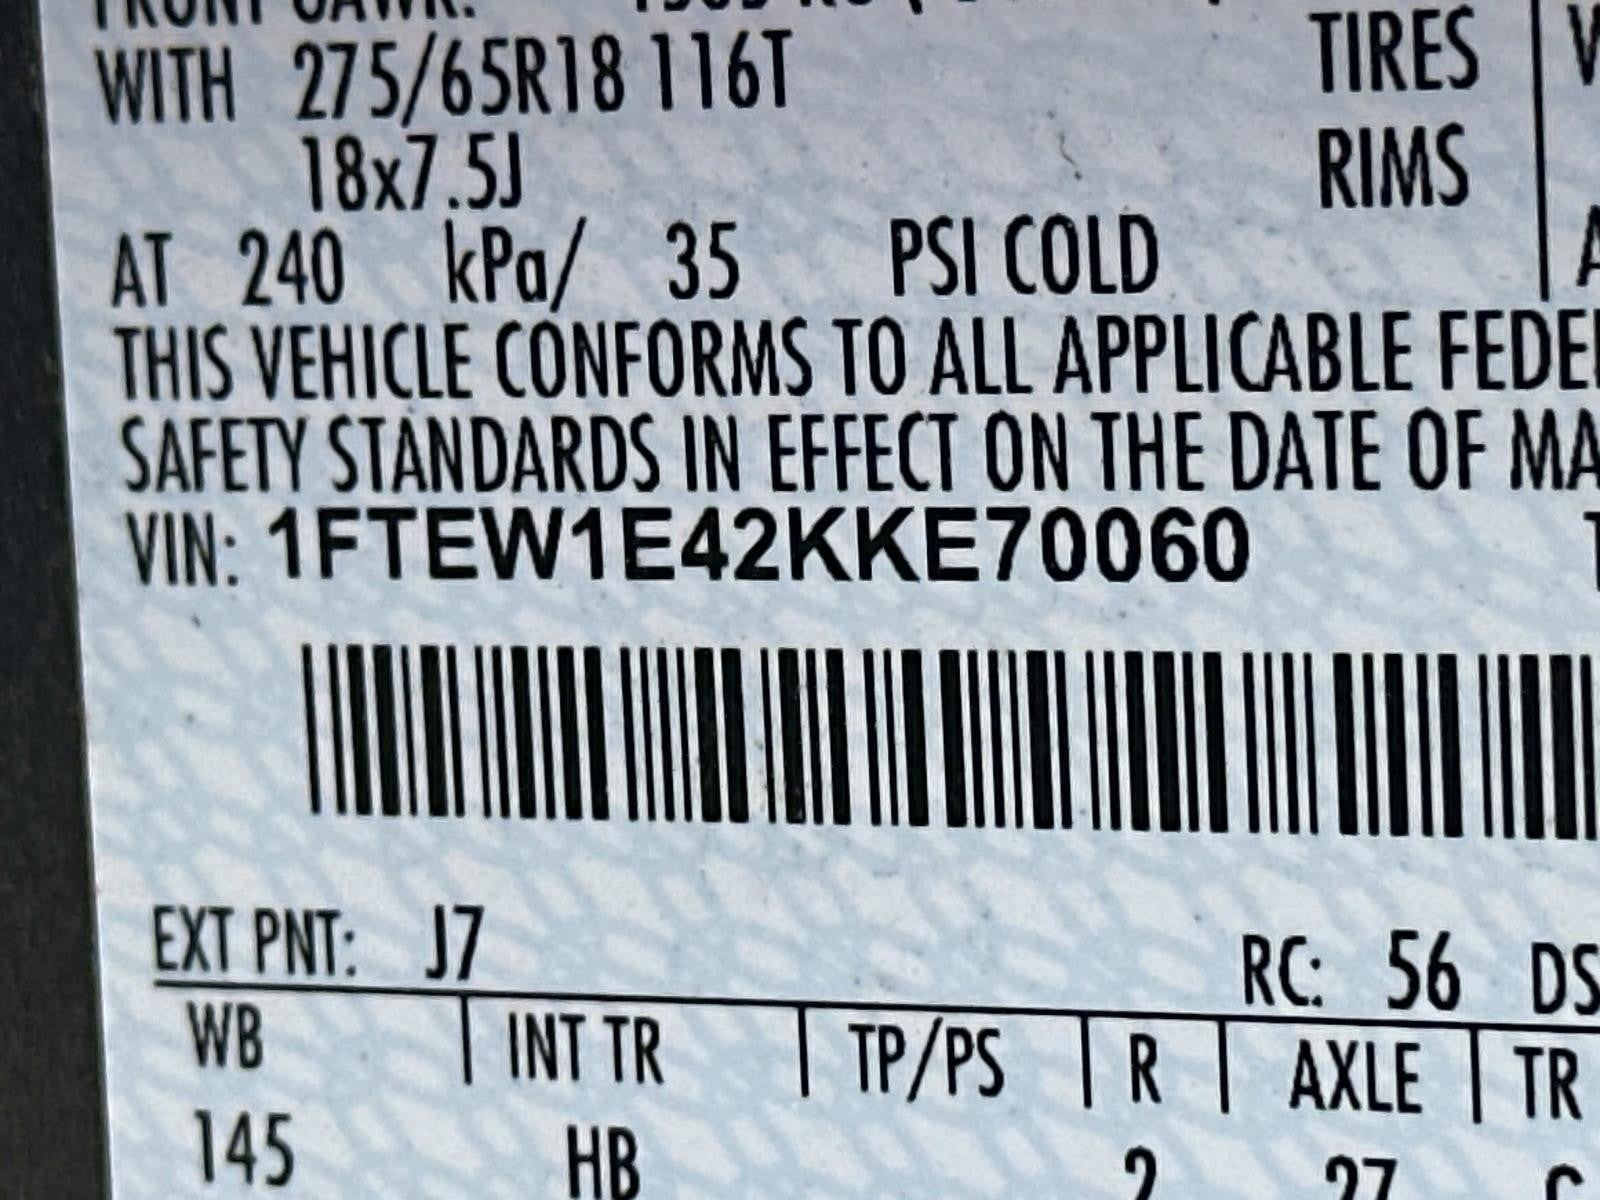 WITH 275/65R18 116T TIRES
18x7.5J RIMS
AT 240 kPa/ 35 PSI COLD
THIS VEHICLE CONFORMS TO ALL APPLICABLE FEDE
SAFETY STANDARDS IN EFFECT ON THE DATE OF MA
VIN: 1FTEW1E42KKE70060
EXT PNT: J7 RC: 56 DS
WB INT TR TP/PS R AXLE TR
145 HB 2 27